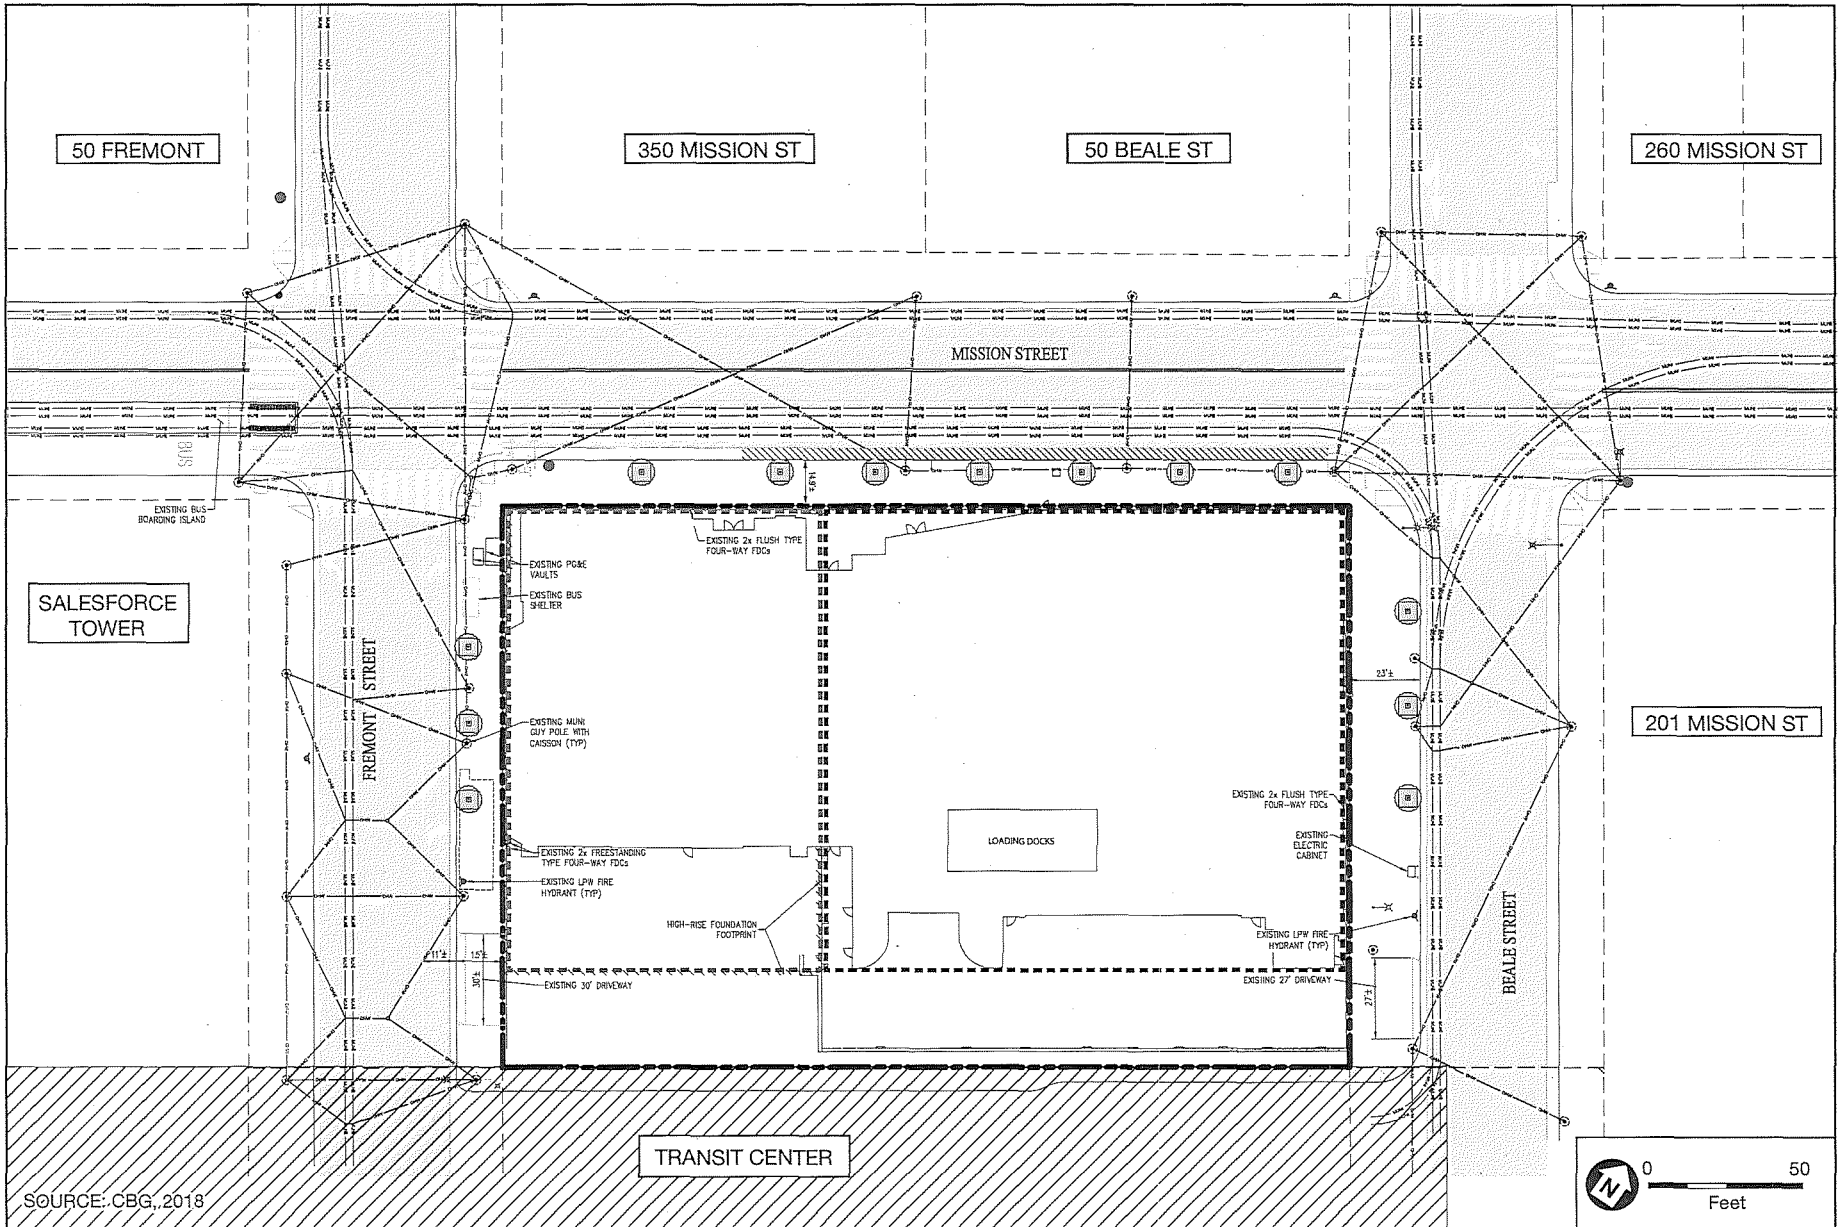 50 FREMONT
350 MISSION ST
50 BEALE ST
260 MISSION ST
MISSION STREET
BUS
EXISTING BUS
BOARDING ISLAND
14.9'±
EXISTING 2x FLUSH TYPE
FOUR-WAY FDCs
EXISTING PG&E
VAULTS
EXISTING BUS
SHELTER
SALESFORCE
TOWER
FREMONT STREET
23'±
EXISTING MUNI
GUY POLE WITH
CAISSON (TYP)
201 MISSION ST
EXISTING 2x FLUSH TYPE
FOUR-WAY FDCs
LOADING DOCKS
EXISTING
ELECTRIC
CABINET
EXISTING 2x FREESTANDING
TYPE FOUR-WAY FDCs
EXISTING LPW FIRE
HYDRANT (TYP)
HIGH-RISE FOUNDATION
FOOTPRINT
EXISTING LPW FIRE
HYDRANT (TYP)
BEALE STREET
11'±
15'±
30'±
EXISTING 30' DRIVEWAY
EXISTING 27' DRIVEWAY
27'±
TRANSIT CENTER
SOURCE: CBG, 2018
N
0 50
Feet